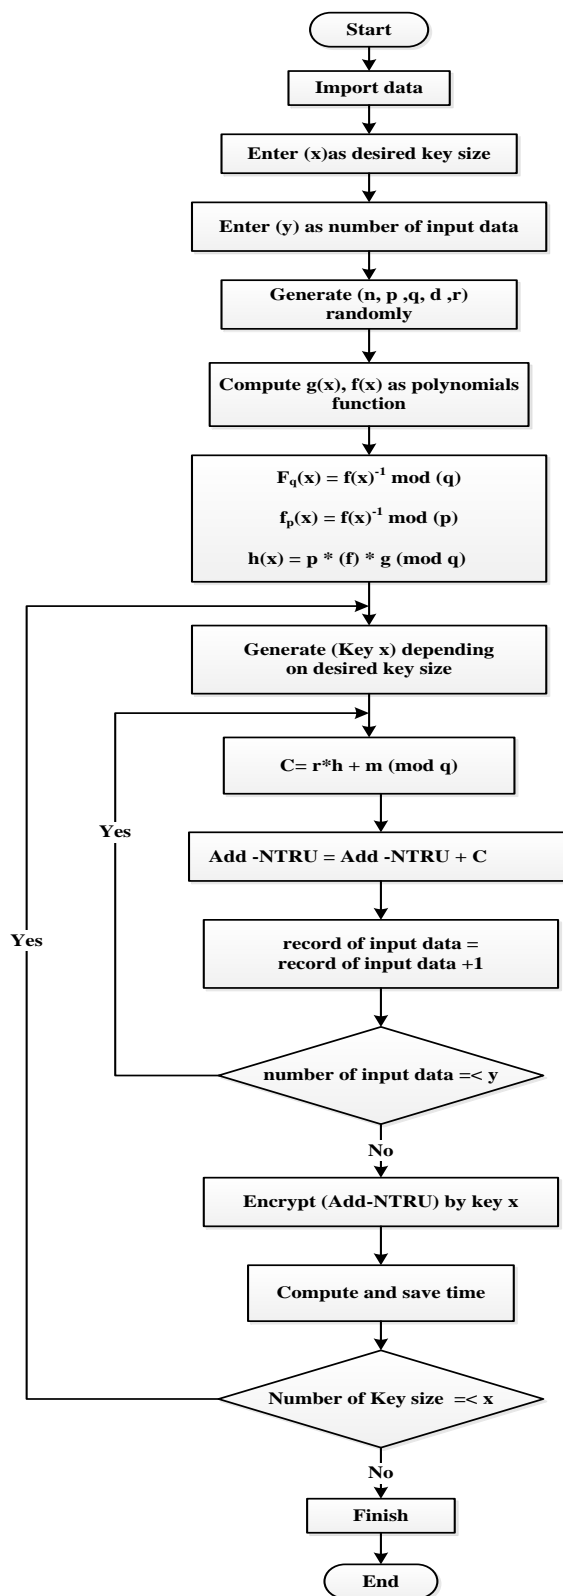 Start
Import data
Enter (x)as desired key size
Enter (y) as number of input data
Generate (n, p ,q, d ,r)
randomly
Compute g(x), f(x) as polynomials
function
Fq(x) = f(x)-1 mod (q)
fp(x) = f(x)-1 mod (p)
h(x) = p * (f) * g (mod q)
Generate (Key x) depending
on desired key size
C= r*h + m (mod q)
Yes
Add -NTRU = Add -NTRU + C
Yes
record of input data =
record of input data +1
number of input data =< y
No
Encrypt (Add-NTRU) by key x
Compute and save time
Number of Key size =< x
No
Finish
End